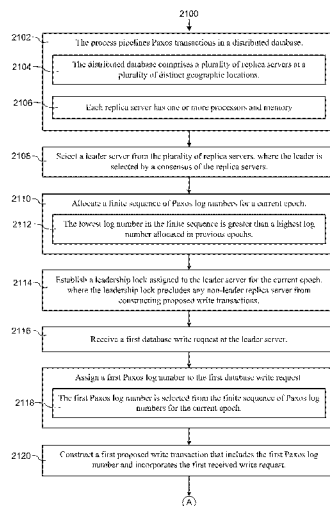 2100
2102
The process pipelines Paxos transactions in a distributed database.
2104
The distributed database comprises a plurality of replica servers at a
plurality of distinct geographic locations.
2106
Each replica server has one or more processors and memory
2108
Select a leader server from the plurality of replica servers, where the leader is
selected by a consensus of the replica servers.
2110
Allocate a finite sequence of Paxos log numbers for a current epoch.
2112
The lowest log number in the finite sequence is greater than a highest log
number allocated in previous epochs.
2114
Establish a leadership lock assigned to the leader server for the current epoch,
where the leadership lock precludes any non-leader replica server from
constructing proposed write transactions.
2116
Receive a first database write request at the leader server.
Assign a first Paxos log number to the first database write request
2118
The first Paxos log number is selected from the finite sequence of Paxos log
numbers for the current epoch.
2120
Construct a first proposed write transaction that includes the first Paxos log
number and incorporates the first received write request.
A